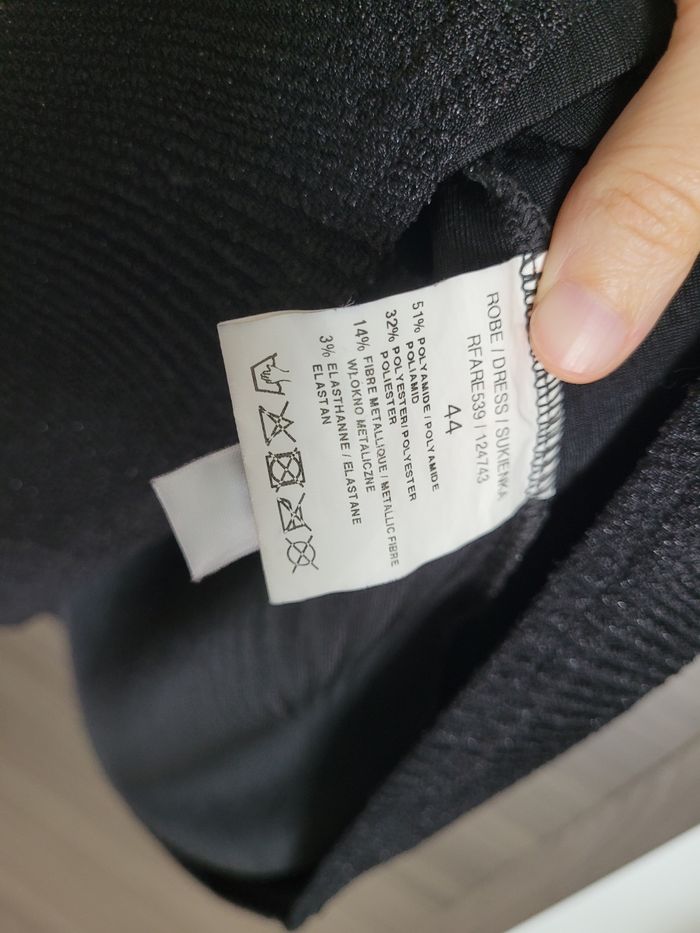 ROBE / DRESS / SUKIENKA
RFARE539 / 124743
44
51% POLYAMIDE / POLYAMIDE
POLIAMID
32% POLYESTER / POLYESTER
POLIESTER
14% FIBRE METALLIQUE / METALLIC FIBRE
WŁOKNO METALICZNE
3% ELASTHANNE / ELASTANE
ELASTAN